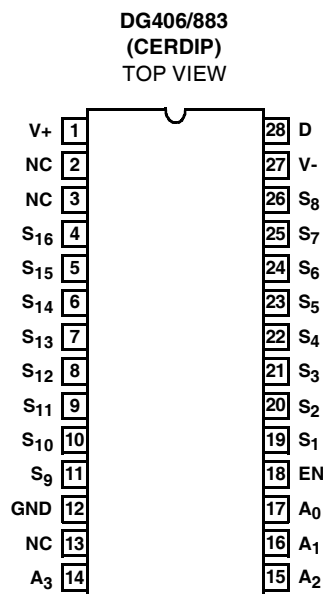 DG406/883
(CERDIP)
TOP VIEW
V+ 1 28 D
NC 2 27 V-
NC 3 26 S8
S16 4 25 S7
S15 5 24 S6
S14 6 23 S5
S13 7 22 S4
S12 8 21 S3
S11 9 20 S2
S10 10 19 S1
S9 11 18 EN
GND 12 17 A0
NC 13 16 A1
A3 14 15 A2